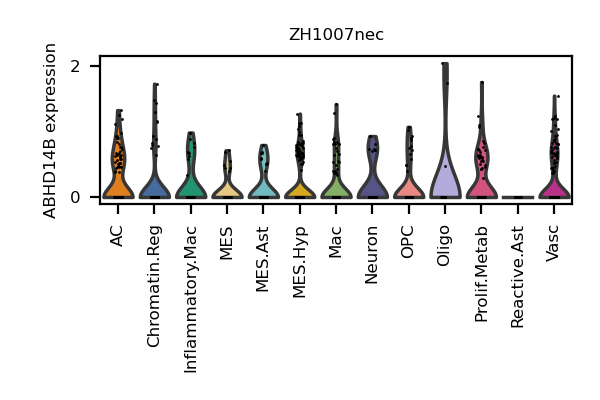 ZH1007nec
ABHD14B expression
2
0
AC
Chromatin.Reg
Inflammatory.Mac
MES
MES.Ast
MES.Hyp
Mac
Neuron
OPC
Oligo
Prolif.Metab
Reactive.Ast
Vasc